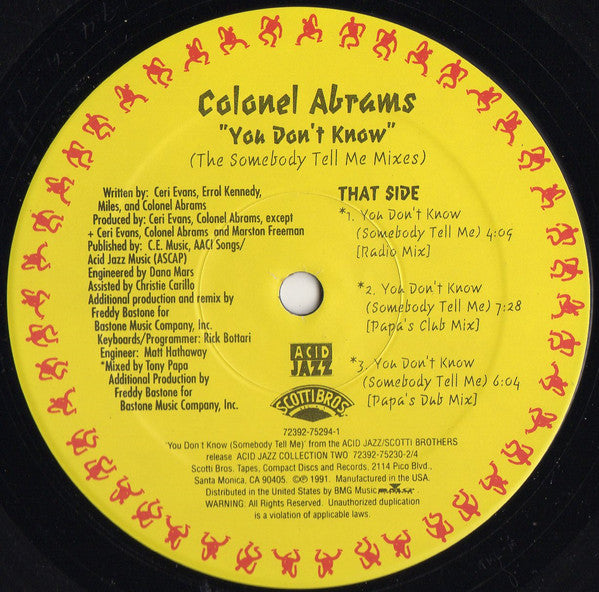 Colonel Abrams
"You Don't Know"
(The Somebody Tell Me Mixes)
Written by: Ceri Evans, Errol Kennedy,
Miles, and Colonel Abrams
Produced by: Ceri Evans, Colonel Abrams, except
+ Ceri Evans, Colonel Abrams and Marston Freeman
Published by: C.E. Music, AACI Songs/
Acid Jazz Music (ASCAP)
Engineered by Dana Mars
Assisted by Christie Carillo
Additional production and remix by
Freddy Bastone for
Bastone Music Company, Inc.
Keyboards/Programmer: Rick Bottari
Engineer: Matt Hathaway
*Mixed by Tony Papa
Additional Production by
Freddy Bastone for
Bastone Music Company, Inc.
THAT SIDE
*1. You Don't Know
(Somebody Tell Me) 4:09
[Radio Mix]
*2. You Don't Know
(Somebody Tell Me) 7:28
[Papa's Club Mix]
*3. You Don't Know
(Somebody Tell Me) 6:04
[Papa's Dub Mix]
ACID
JAZZ
SCOTTI BROS.
72392-75294-1
'You Don t Know (Somebody Tell Me)' from the ACID JAZZ/SCOTTI BROTHERS
release ACID JAZZ COLLECTION TWO 72392-75230-2/4
Scotti Bros. Tapes, Compact Discs and Records, 2114 Pico Blvd.,
Santa Monica, CA 90405. ©℗ 1991. Manufactured in the USA.
Distributed in the United States by BMG Music
WARNING: All Rights Reserved. Unauthorized duplication
is a violation of applicable laws.